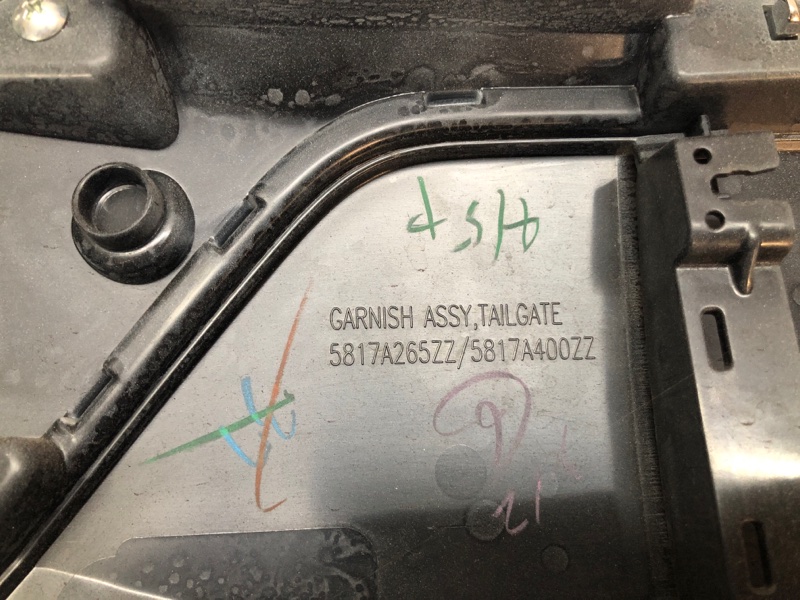 GARNISH ASSY,TAILGATE
5817A265ZZ/5817A400ZZ